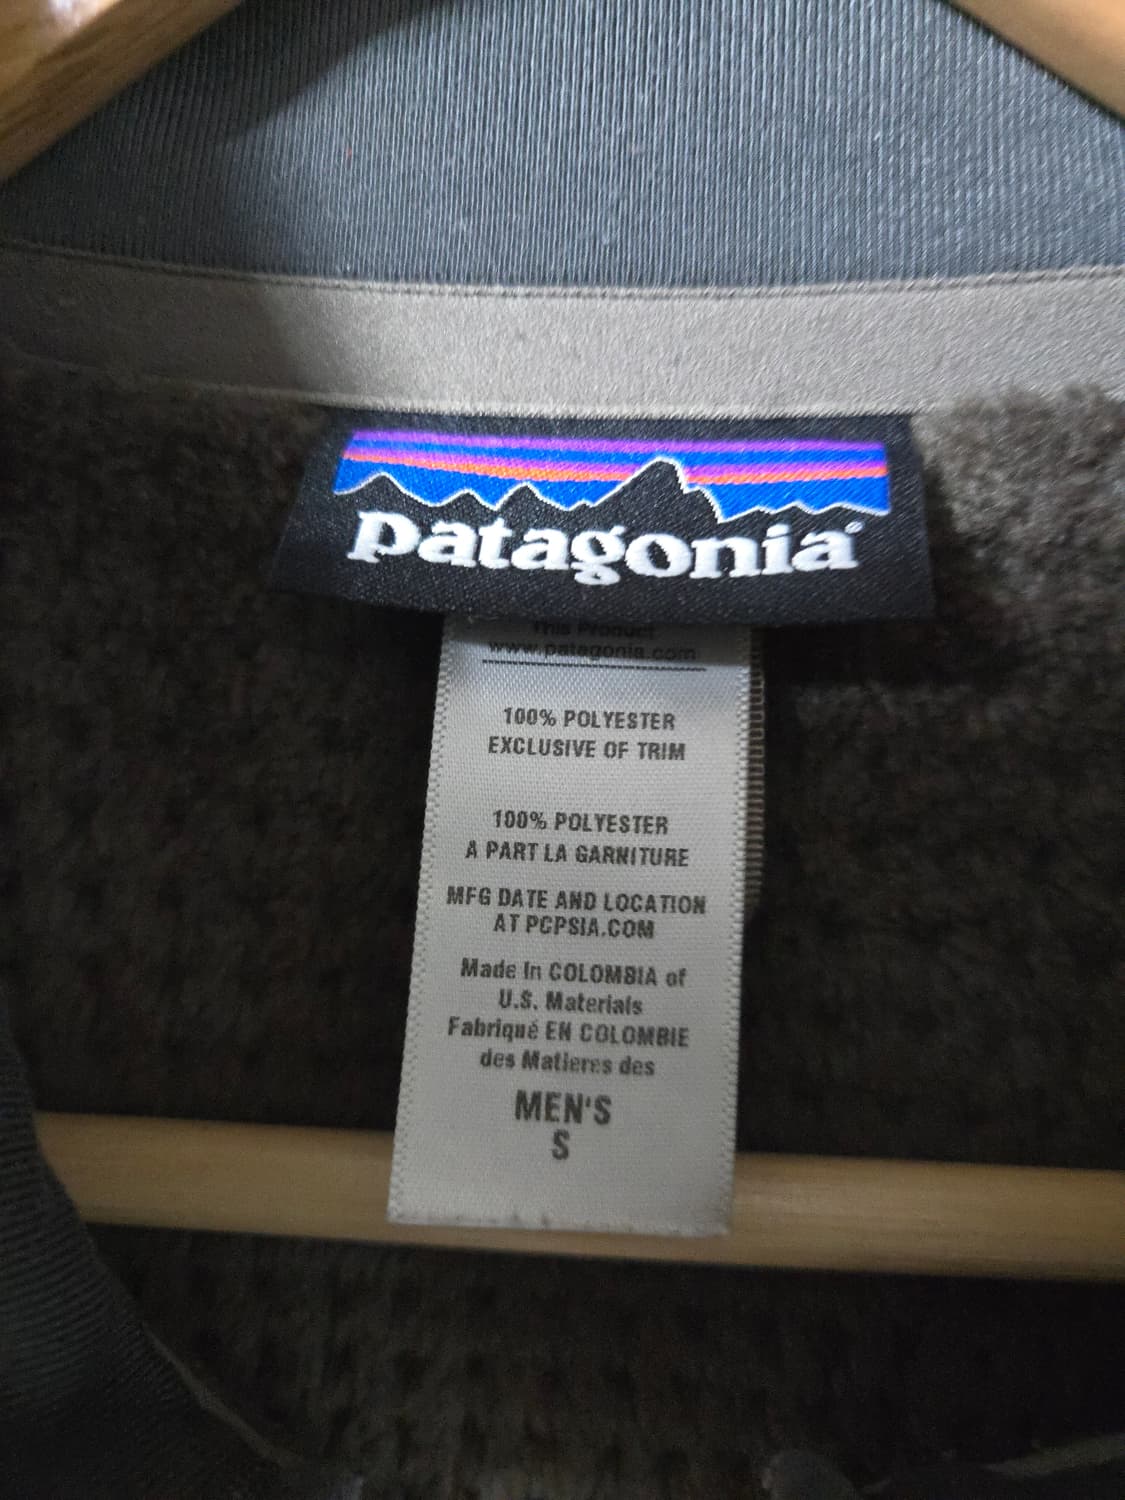 patagonia®
This Product
www.patagonia.com
100% POLYESTER
EXCLUSIVE OF TRIM
100% POLYESTER
A PART LA GARNITURE
MFG DATE AND LOCATION
AT PCPSIA.COM
Made In COLOMBIA of
U.S. Materials
Fabriqué EN COLOMBIE
des Matieres des
MEN'S
S